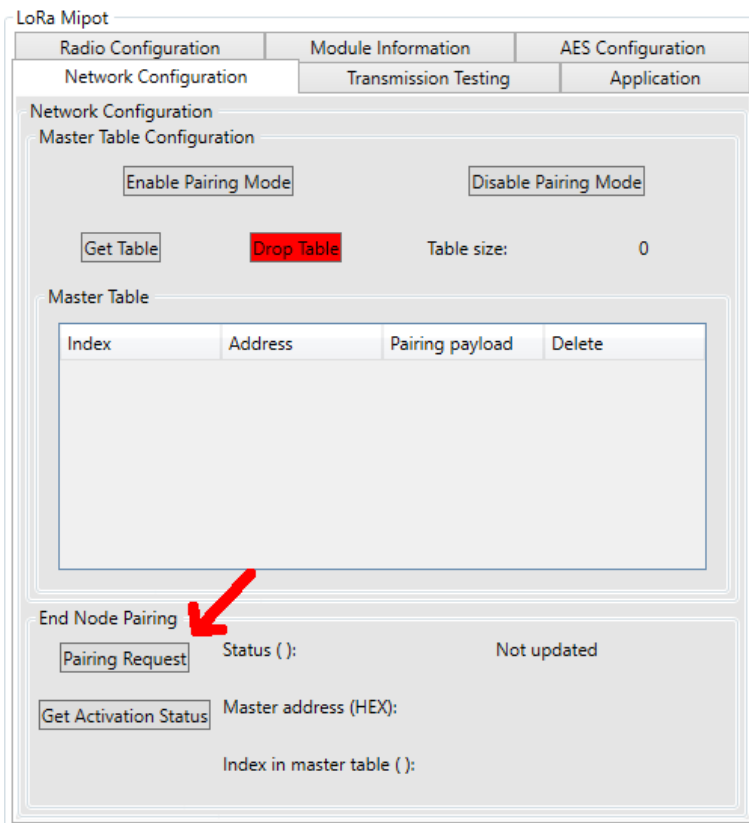 LoRa Mipot
Radio Configuration Module Information AES Configuration
Network Configuration Transmission Testing Application
Network Configuration
Master Table Configuration
Enable Pairing Mode Disable Pairing Mode
Get Table Drop Table Table size: 0
Master Table
Index Address Pairing payload Delete
End Node Pairing
Pairing Request Status ( ): Not updated
Get Activation Status Master address (HEX):
Index in master table ( ):